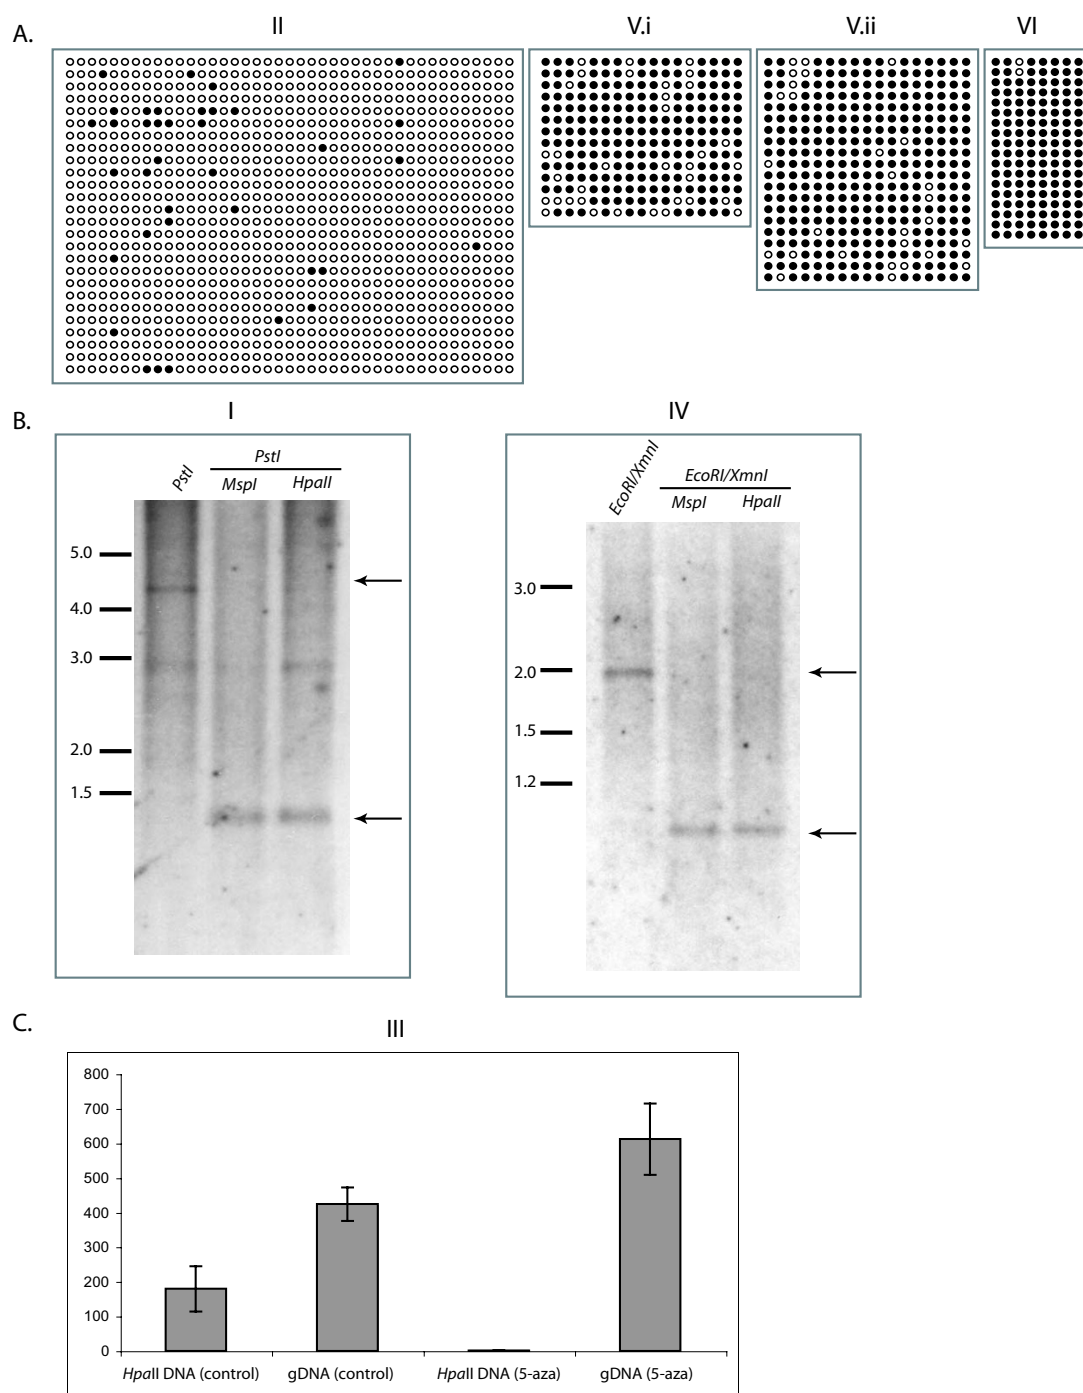 A.
II
V.i
V.ii
VI
B.
I
IV
PstI
PstI
MspI
HpaII
5.0
4.0
3.0
2.0
1.5
EcoRI/XmnI
EcoRI/XmnI
MspI
HpaII
3.0
2.0
1.5
1.2
C.
III
800
700
600
500
400
300
200
100
0
HpaII DNA (control)
gDNA (control)
HpaII DNA (5-aza)
gDNA (5-aza)